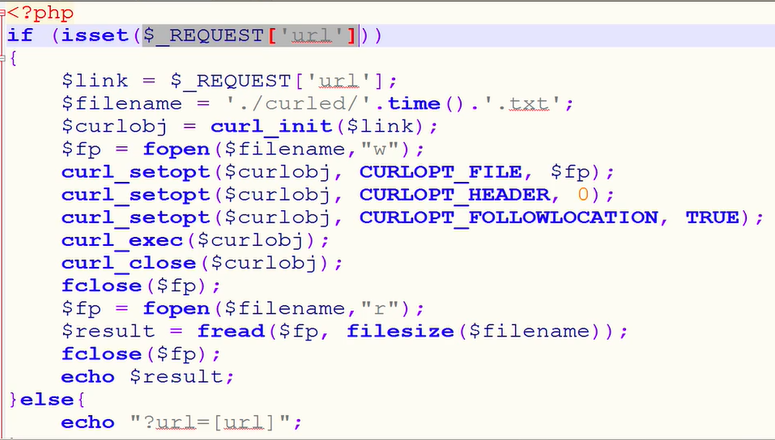 <?php
if (isset($_REQUEST['url']))
{
    $link = $_REQUEST['url'];
    $filename = './curled/'.time().'.txt';
    $curlobj = curl_init($link);
    $fp = fopen($filename,"w");
    curl_setopt($curlobj, CURLOPT_FILE, $fp);
    curl_setopt($curlobj, CURLOPT_HEADER, 0);
    curl_setopt($curlobj, CURLOPT_FOLLOWLOCATION, TRUE);
    curl_exec($curlobj);
    curl_close($curlobj);
    fclose($fp);
    $fp = fopen($filename,"r");
    $result = fread($fp, filesize($filename));
    fclose($fp);
    echo $result;
}else{
    echo "?url=[url]";